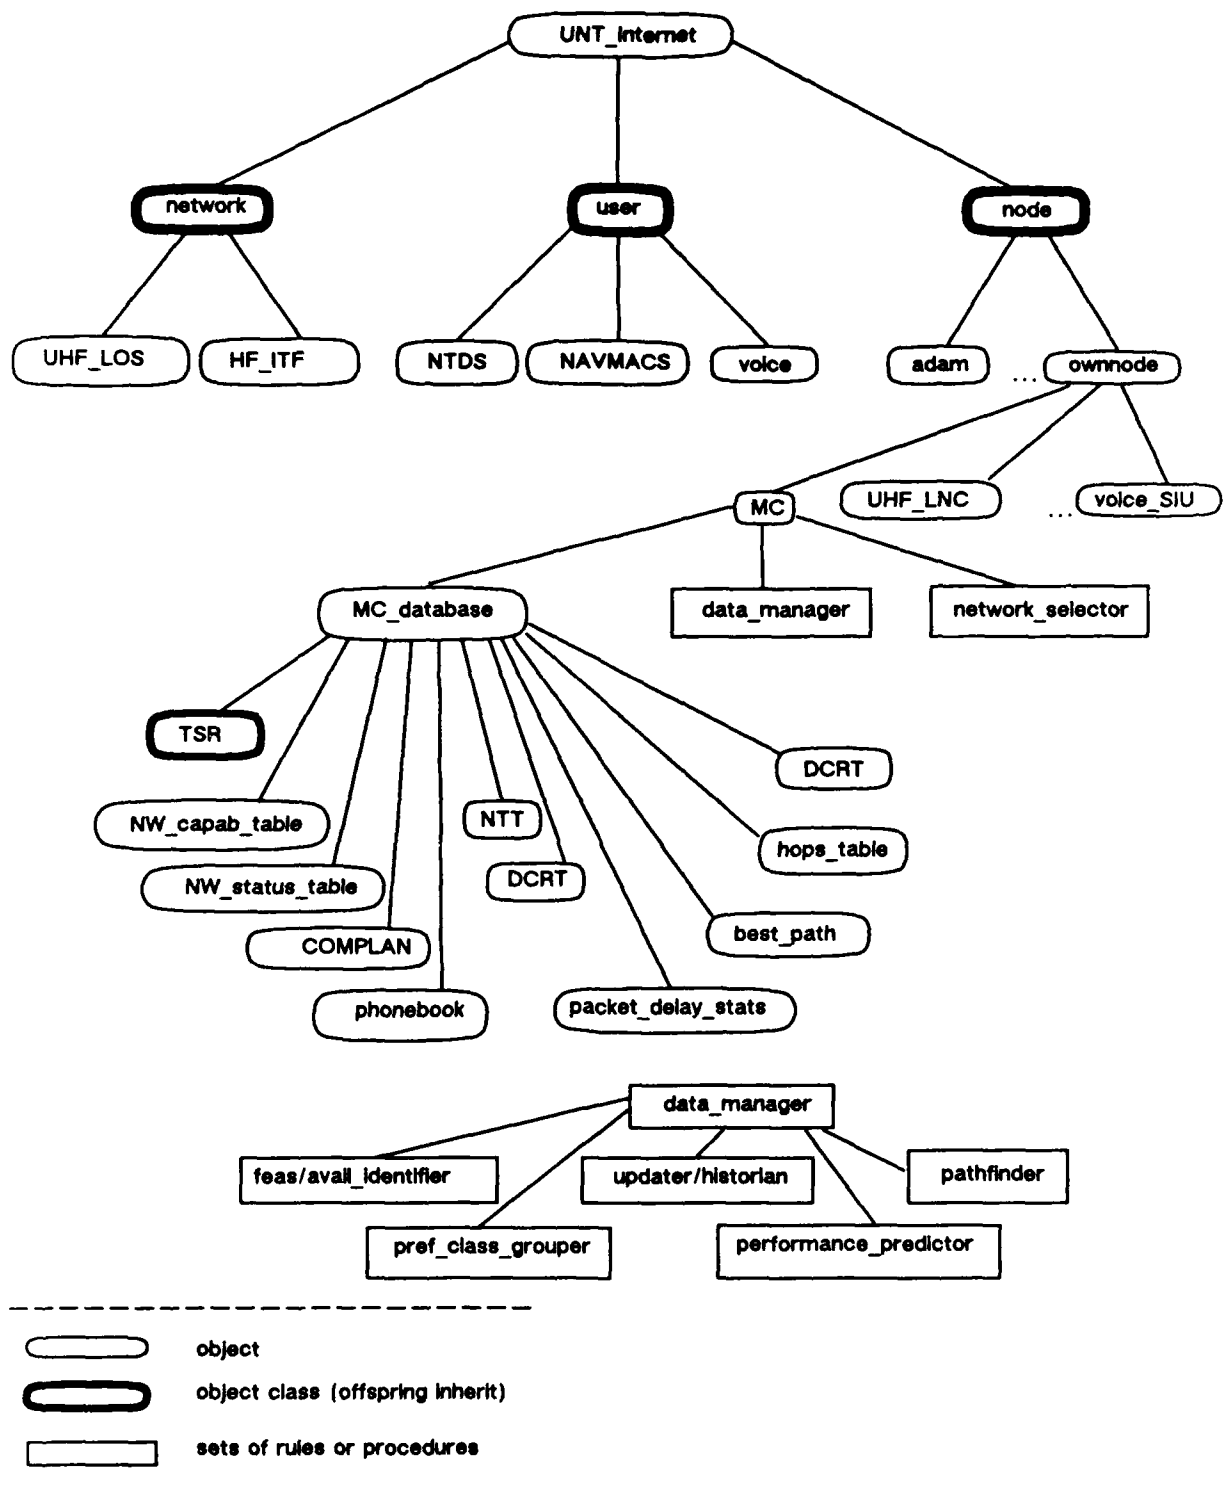 UNT_internet
network
user
node
UHF_LOS
HF_ITF
NTDS
NAVMACS
voice
adam
...
ownnode
MC
UHF_LNC
...
voice_SIU
MC_database
data_manager
network_selector
TSR
DCRT
NW_capab_table
NTT
hops_table
NW_status_table
DCRT
COMPLAN
best_path
phonebook
packet_delay_stats
data_manager
feas/avail_identifier
updater/historian
pathfinder
pref_class_grouper
performance_predictor
object
object class (offspring inherit)
sets of rules or procedures